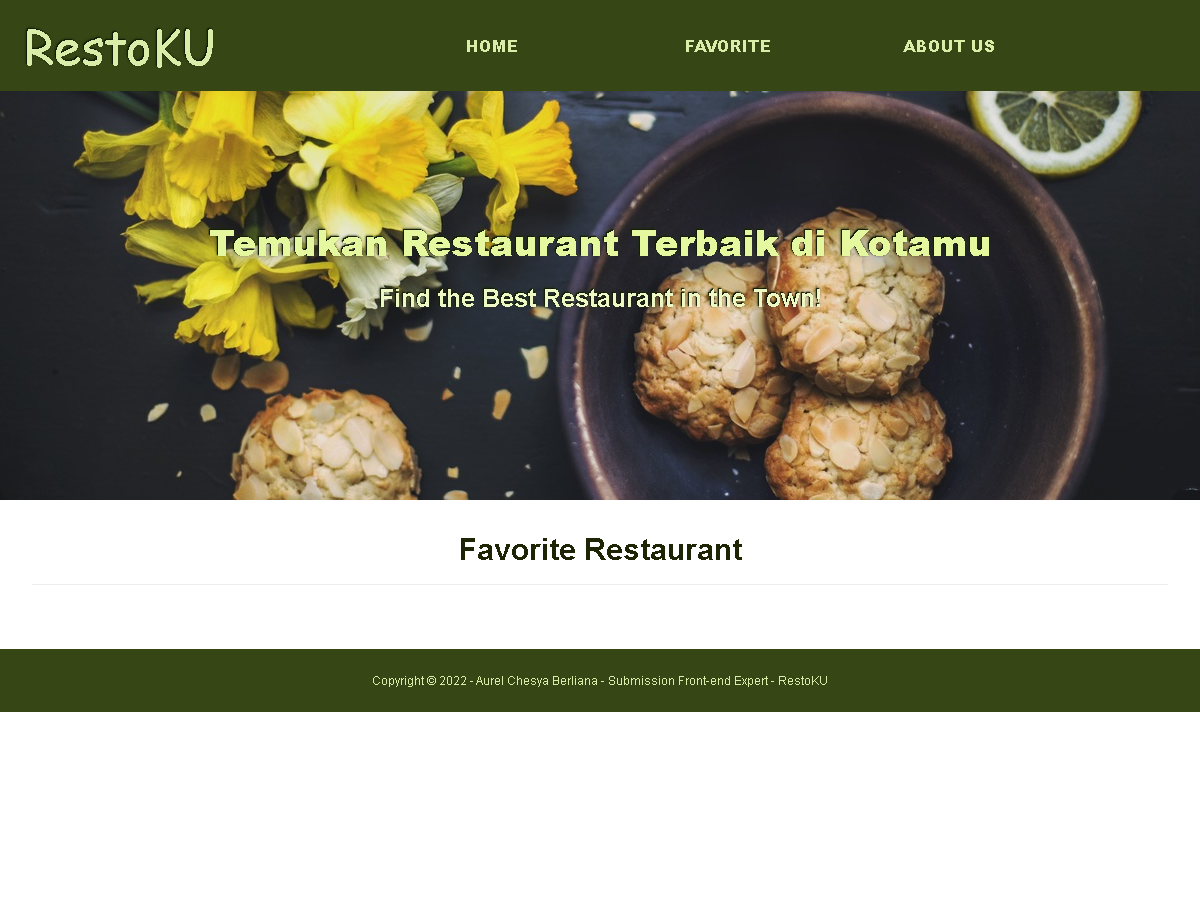 RestoKU
HOME FAVORITE ABOUT US
Temukan Restaurant Terbaik di Kotamu
Find the Best Restaurant in the Town!
Favorite Restaurant
Copyright © 2022 - Aurel Chesya Berliana - Submission Front-end Expert - RestoKU